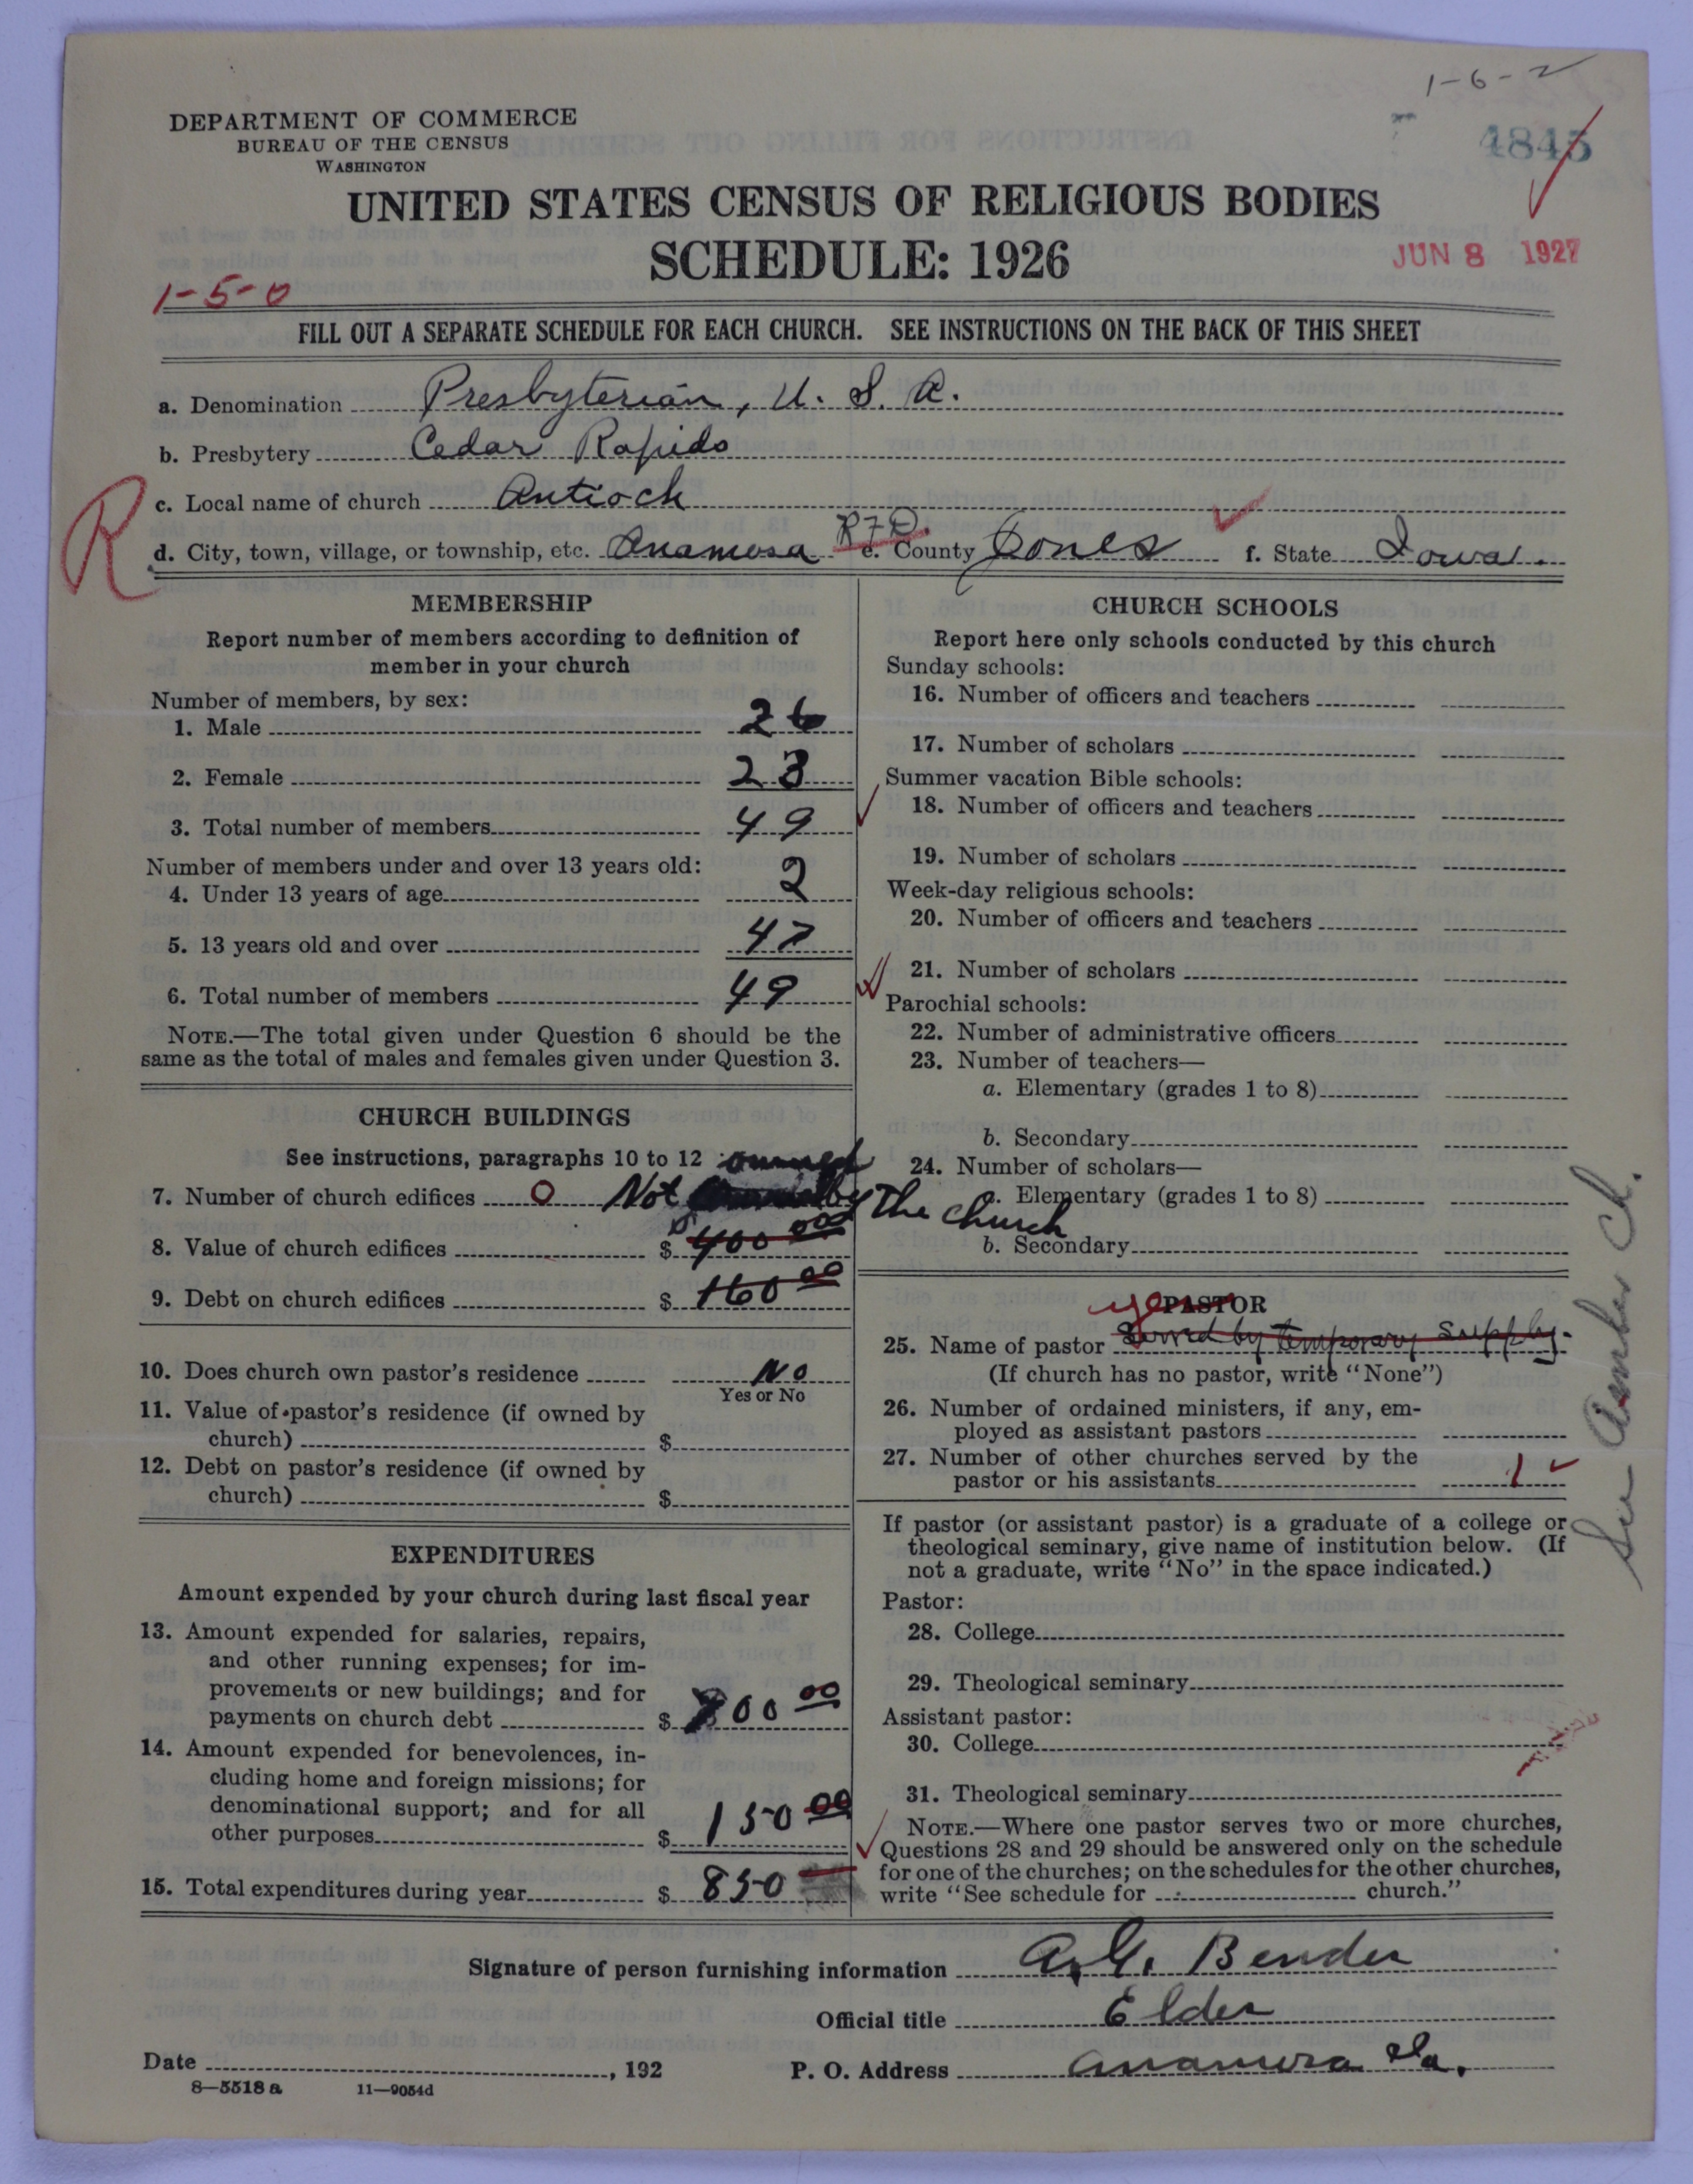 1-6-2
4845
DEPARTMENT OF COMMERCE
BUREAU OF THE CENSUS
WASHINGTON
UNITED STATES CENSUS OF RELIGIOUS BODIES
SCHEDULE: 1926
JUN 8 1927
1-5-0
FILL OUT A SEPARATE SCHEDULE FOR EACH CHURCH. SEE INSTRUCTIONS ON THE BACK OF THIS SHEET
a. Denomination Presbyterian, U. S. A.
b. Presbytery Cedar Rapids
R
c. Local name of church Antioch
d. City, town, village, or township, etc. Anamosa R.F.D. e. County Jones f. State Iowa.
MEMBERSHIP
Report number of members according to definition of
member in your church
Number of members, by sex:
1. Male 26
2. Female 23
3. Total number of members 49
Number of members under and over 13 years old:
4. Under 13 years of age 2
5. 13 years old and over 47
6. Total number of members 49
NOTE.—The total given under Question 6 should be the
same as the total of males and females given under Question 3.
CHURCH BUILDINGS
See instructions, paragraphs 10 to 12 owned
7. Number of church edifices 0 Not by the church
8. Value of church edifices $ 400 00
9. Debt on church edifices $ 160 00
10. Does church own pastor's residence No
Yes or No
11. Value of pastor's residence (if owned by
church) $
12. Debt on pastor's residence (if owned by
church) $
EXPENDITURES
Amount expended by your church during last fiscal year
13. Amount expended for salaries, repairs,
and other running expenses; for im-
provements or new buildings; and for
payments on church debt $ 700 00
14. Amount expended for benevolences, in-
cluding home and foreign missions; for
denominational support; and for all
other purposes $ 150 00
15. Total expenditures during year $ 850
CHURCH SCHOOLS
Report here only schools conducted by this church
Sunday schools:
16. Number of officers and teachers
17. Number of scholars
Summer vacation Bible schools:
18. Number of officers and teachers
19. Number of scholars
Week-day religious schools:
20. Number of officers and teachers
21. Number of scholars
Parochial schools:
22. Number of administrative officers
23. Number of teachers—
a. Elementary (grades 1 to 8)
b. Secondary
24. Number of scholars—
a. Elementary (grades 1 to 8)
b. Secondary
yes PASTOR
25. Name of pastor Served by temporary supply.
(If church has no pastor, write "None")
26. Number of ordained ministers, if any, em-
ployed as assistant pastors
27. Number of other churches served by the
pastor or his assistants 1
If pastor (or assistant pastor) is a graduate of a college or
theological seminary, give name of institution below. (If
not a graduate, write "No" in the space indicated.)
Pastor:
28. College
29. Theological seminary
Assistant pastor:
30. College
31. Theological seminary
NOTE.—Where one pastor serves two or more churches,
Questions 28 and 29 should be answered only on the schedule
for one of the churches; on the schedules for the other churches,
write "See schedule for church."
See Amber Ch.
Signature of person furnishing information A. G. Bender
Official title Elder
Date , 192 P. O. Address Anamosa Ia.
8—5518 a 11—9054d